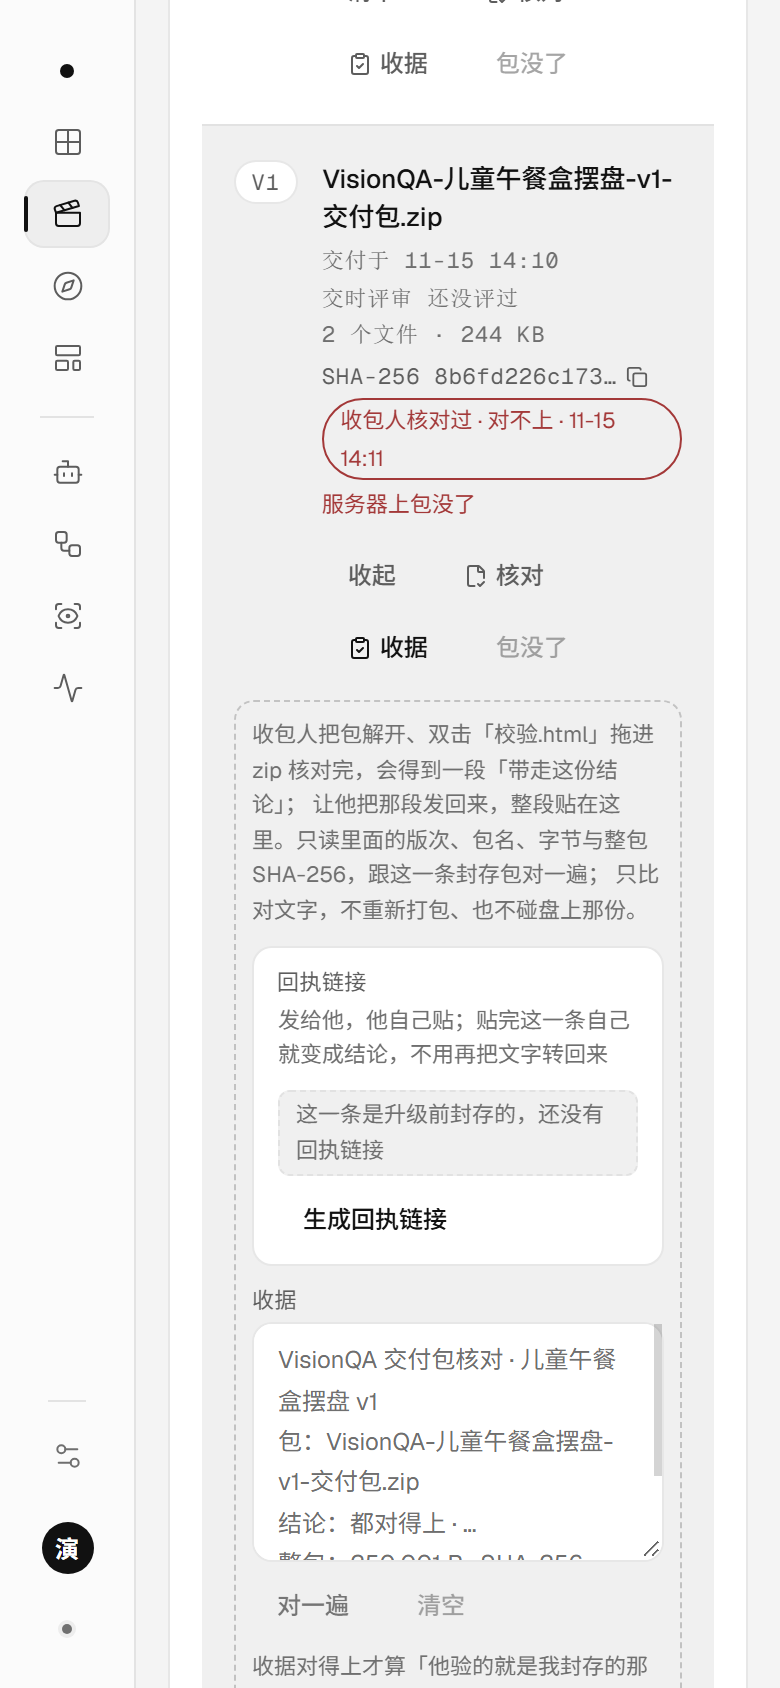 收据 包没了
V1
VisionQA-儿童午餐盒摆盘-v1-
交付包.zip
交付于 11-15 14:10
交时评审 还没评过
2 个文件 · 244 KB
SHA-256 8b6fd226c173…
收包人核对过 · 对不上 · 11-15
14:11
服务器上包没了
收起 核对
收据 包没了
收包人把包解开、双击「校验.html」拖进
zip 核对完，会得到一段「带走这份结
论」； 让他把那段发回来，整段贴在这
里。只读里面的版次、包名、字节与整包
SHA-256，跟这一条封存包对一遍； 只比
对文字，不重新打包、也不碰盘上那份。
回执链接
发给他，他自己贴；贴完这一条自己
就变成结论，不用再把文字转回来
这一条是升级前封存的，还没有
回执链接
生成回执链接
收据
VisionQA 交付包核对 · 儿童午餐
盒摆盘 v1
包：VisionQA-儿童午餐盒摆盘-
v1-交付包.zip
结论：都对得上 · …
对一遍 清空
收据对得上才算「他验的就是我封存的那
演